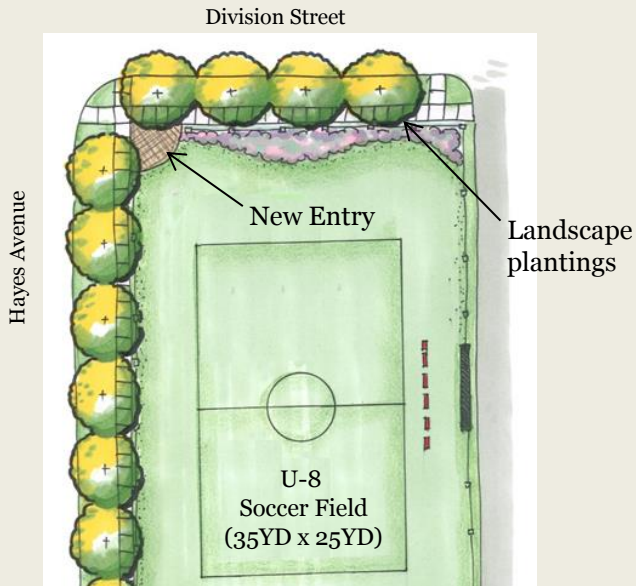 Division Street
Hayes Avenue
New Entry
Landscape
plantings
U-8
Soccer Field
(35YD x 25YD)